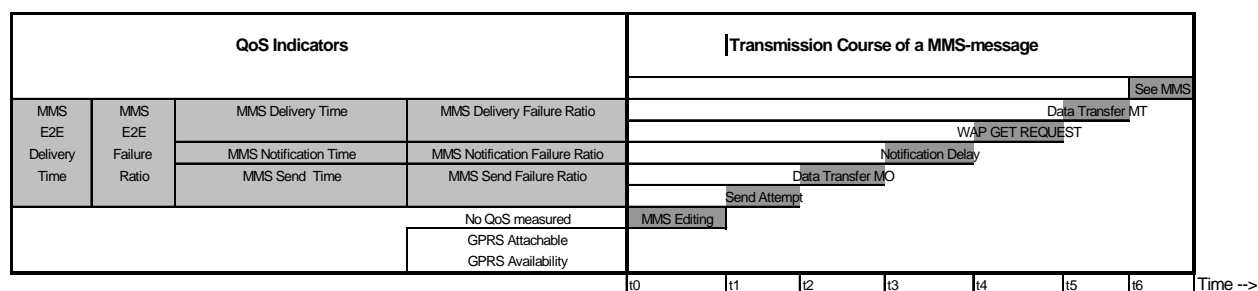 QoS Indicators Transmission Course of a MMS-message
See MMS
MMS MMS MMS Delivery Time MMS Delivery Failure Ratio Data Transfer MT
E2E E2E WAP GET REQUEST
Delivery Failure MMS Notification Time MMS Notification Failure Ratio Notification Delay
Time Ratio MMS Send Time MMS Send Failure Ratio Data Transfer MO
Send Attempt
No QoS measured MMS Editing
GPRS Attachable
GPRS Availability
t0 t1 t2 t3 t4 t5 t6 Time -->